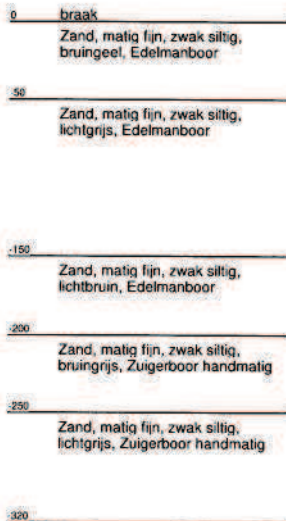 0 braak
Zand, matig fijn, zwak siltig,
bruingeel, Edelmanboor
50
Zand, matig fijn, zwak siltig,
lichtgrijs, Edelmanboor
-150
Zand, matig fijn, zwak siltig,
lichtbruin, Edelmanboor
-200
Zand, matig fijn, zwak siltig,
bruingrijs, Zuigerboor handmatig
-250
Zand, matig fijn, zwak siltig,
lichtgrijs, Zuigerboor handmatig
-320